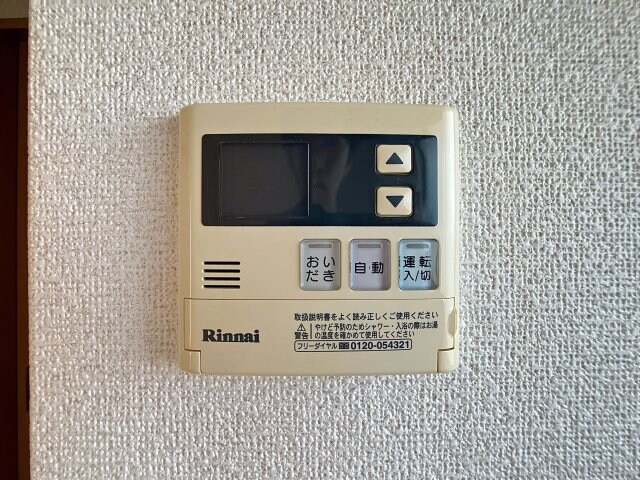 ▲
▼
おい
だき
自動
運転
入/切
取扱説明書をよく読み正しくご使用ください
警告
やけど予防のためシャワー・入浴の際はお湯
の温度を確かめて使用してください
フリーダイヤル 0120-054321
Rinnai